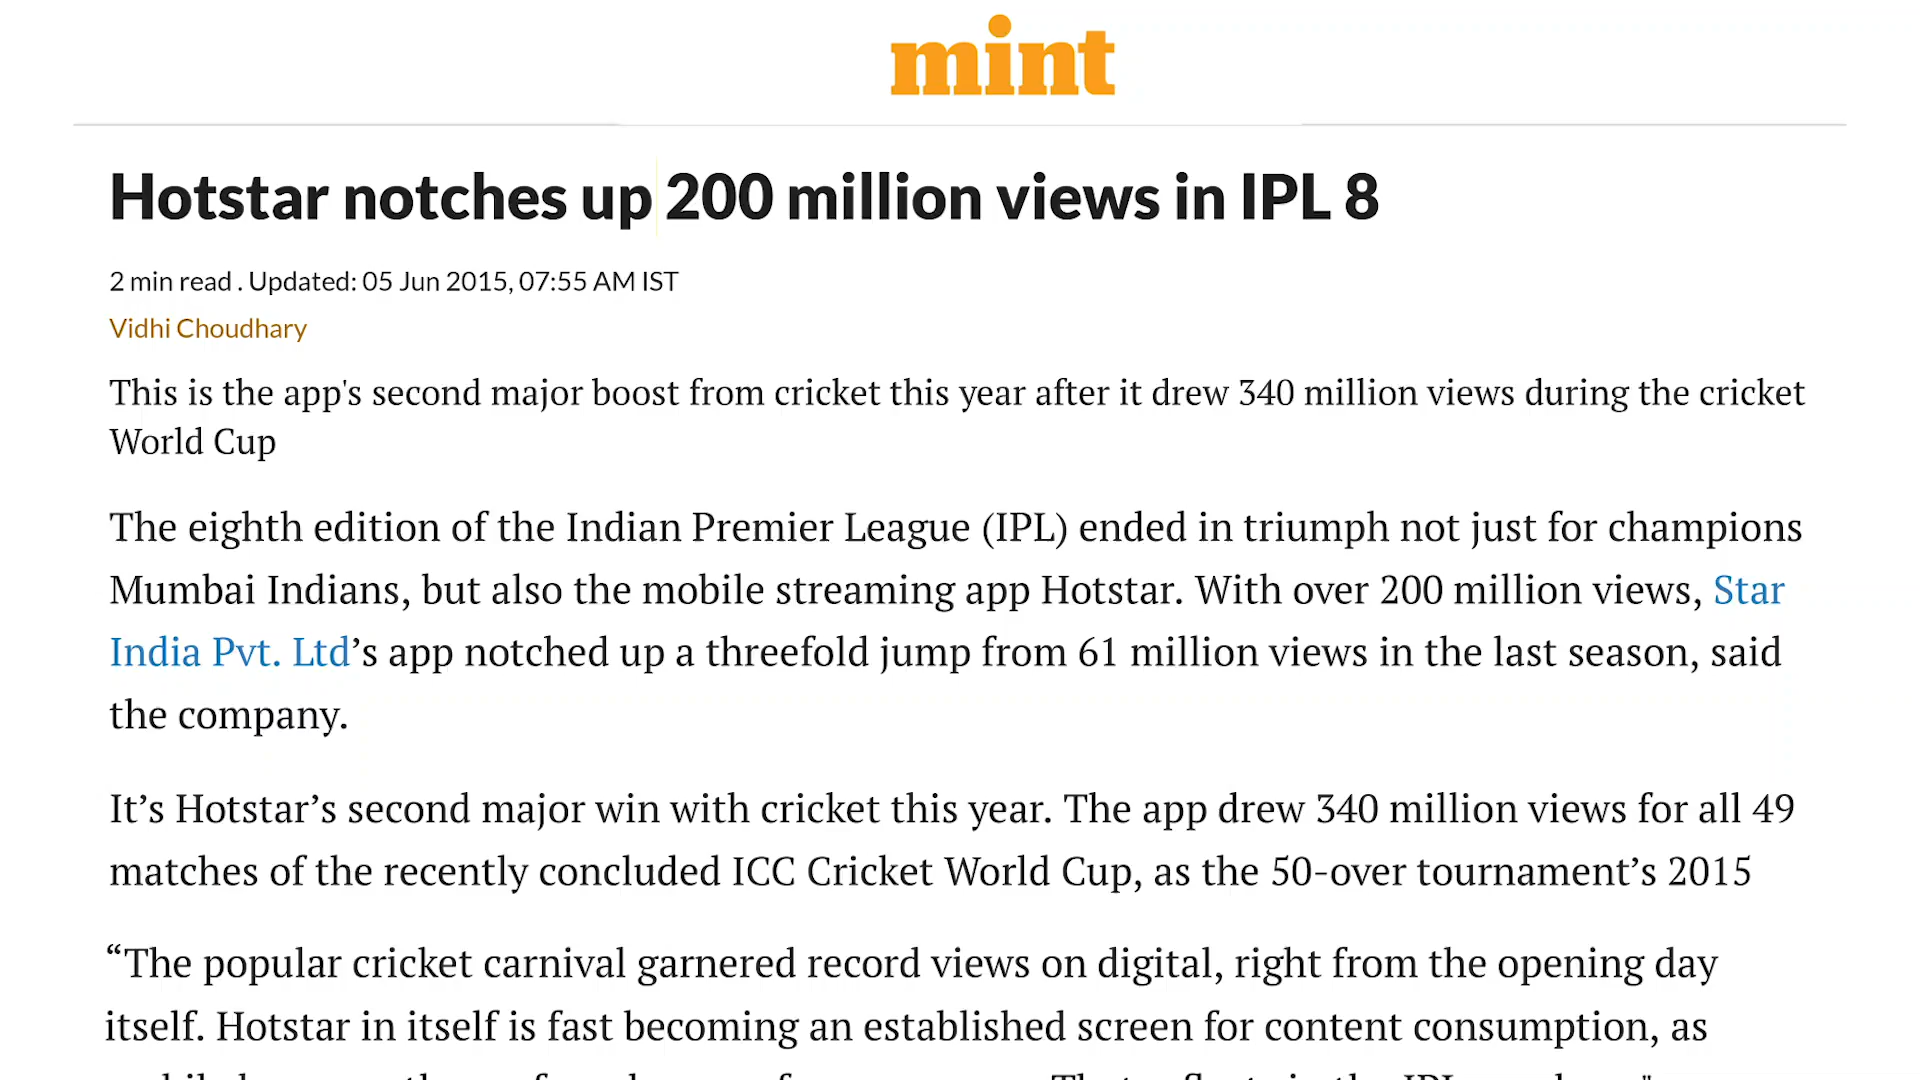 mint
Hotstar notches up 200 million views in IPL 8
2 min read . Updated: 05 Jun 2015, 07:55 AM IST
Vidhi Choudhary
This is the app's second major boost from cricket this year after it drew 340 million views during the cricket
World Cup
The eighth edition of the Indian Premier League (IPL) ended in triumph not just for champions
Mumbai Indians, but also the mobile streaming app Hotstar. With over 200 million views, Star
India Pvt. Ltd’s app notched up a threefold jump from 61 million views in the last season, said
the company.
It’s Hotstar’s second major win with cricket this year. The app drew 340 million views for all 49
matches of the recently concluded ICC Cricket World Cup, as the 50-over tournament’s 2015
“The popular cricket carnival garnered record views on digital, right from the opening day
itself. Hotstar in itself is fast becoming an established screen for content consumption, as